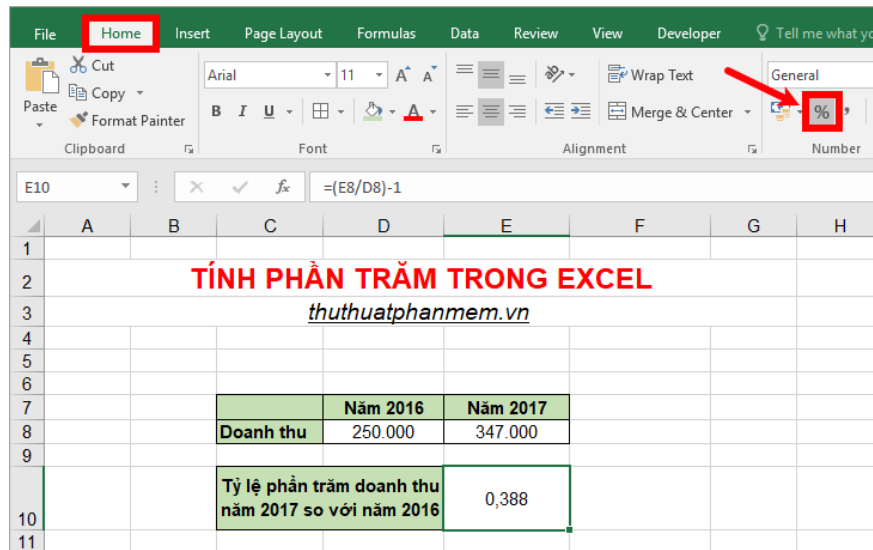 File Home Insert Page Layout Formulas Data Review View Developer Tell me what yo
Cut
Arial 11 A A Wrap Text General
Paste Copy
B I U A Merge & Center % ,
Format Painter
Clipboard Font Alignment Number
E10 fx =(E8/D8)-1
A B C D E F G H
1
2 TÍNH PHẦN TRĂM TRONG EXCEL
3 thuthuatphanmem.vn
4
5
6
7 Năm 2016 Năm 2017
8 Doanh thu 250.000 347.000
9
Tỷ lệ phần trăm doanh thu
năm 2017 so với năm 2016 0,388
10
11